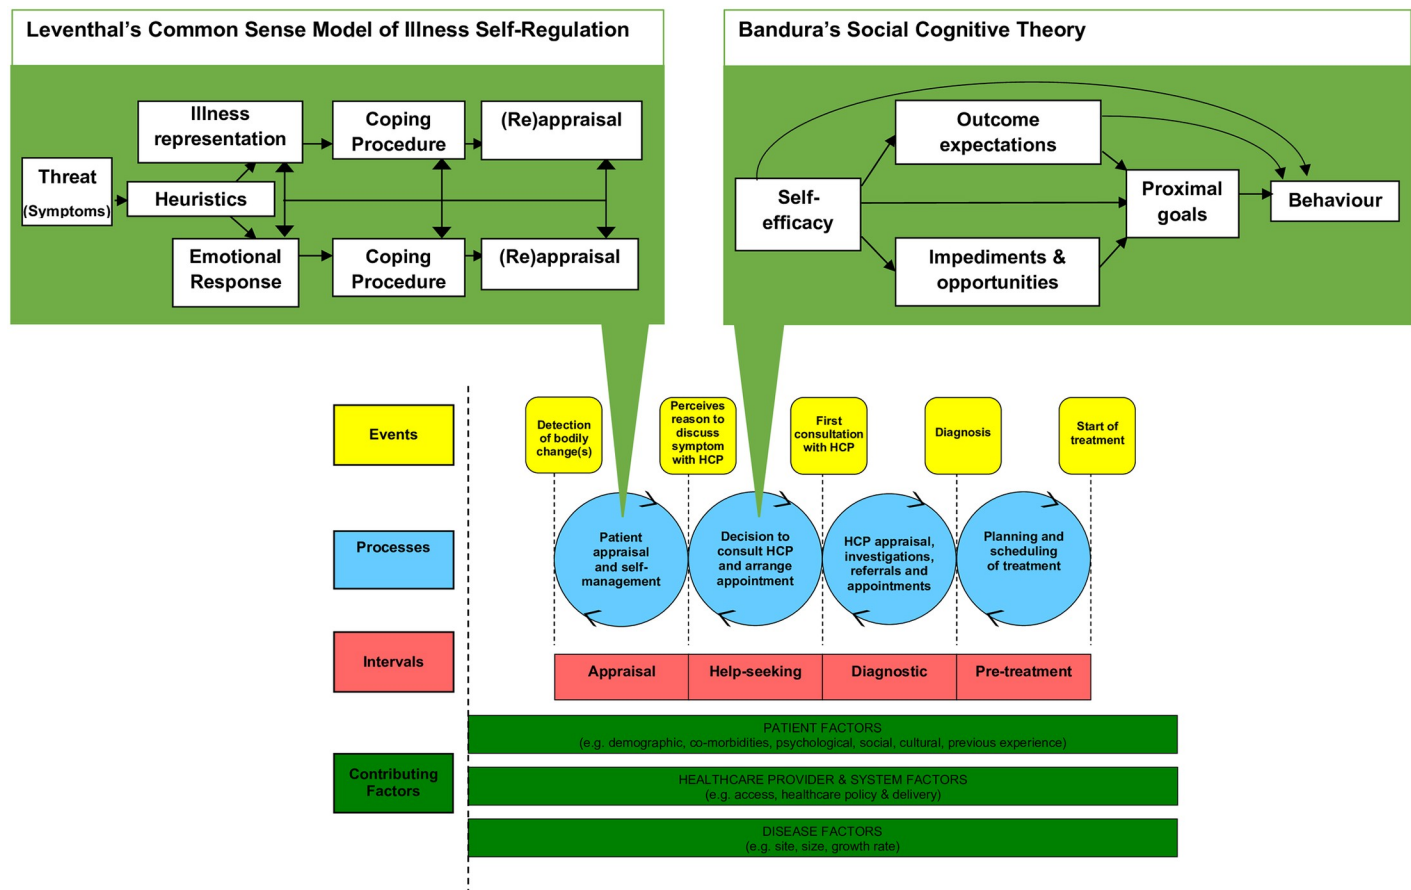 Leventhal's Common Sense Model of Illness Self-Regulation
Illness
representation
Coping
Procedure
(Re)appraisal
Threat
(Symptoms)
Heuristics
Emotional
Response
Coping
Procedure
(Re)appraisal
Bandura's Social Cognitive Theory
Outcome
expectations
Self-
efficacy
Proximal
goals
Behaviour
Impediments &
opportunities
Events
Detection
of bodily
change(s)
Perceives
reason to
discuss
symptom
with HCP
First
consultation
with HCP
Diagnosis
Start of
treatment
Processes
Patient
appraisal
and self-
management
Decision to
consult HCP
and arrange
appointment
HCP appraisal,
investigations,
referrals and
appointments
Planning and
scheduling
of treatment
Intervals
Appraisal
Help-seeking
Diagnostic
Pre-treatment
Contributing
Factors
PATIENT FACTORS
(e.g. demographic, co-morbidities, psychological, social, cultural, previous experience)
HEALTHCARE PROVIDER & SYSTEM FACTORS
(e.g. access, healthcare policy & delivery)
DISEASE FACTORS
(e.g. site, size, growth rate)